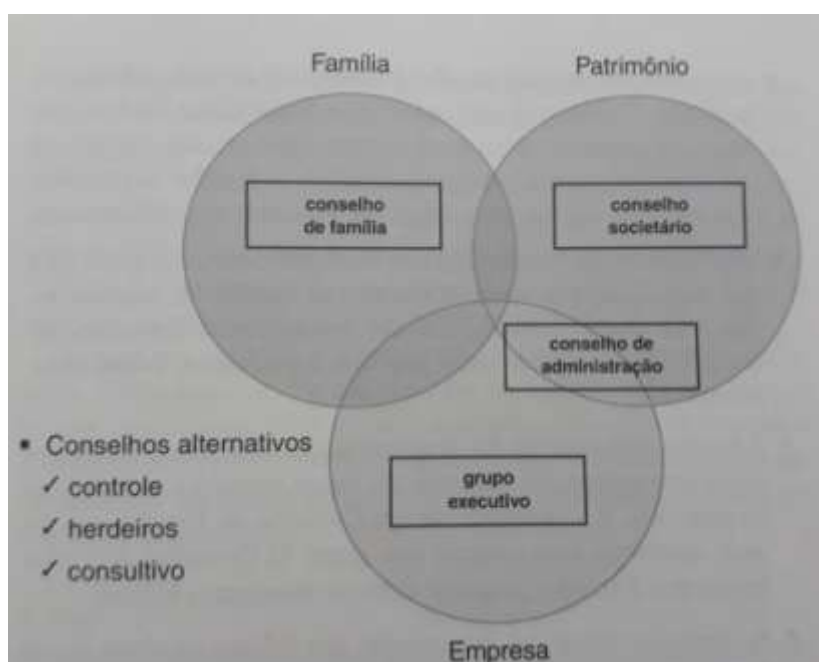 Família
Patrimônio
conselho
de família
conselho
societário
conselho de
administração
grupo
executivo
▪ Conselhos alternativos
✓ controle
✓ herdeiros
✓ consultivo
Empresa